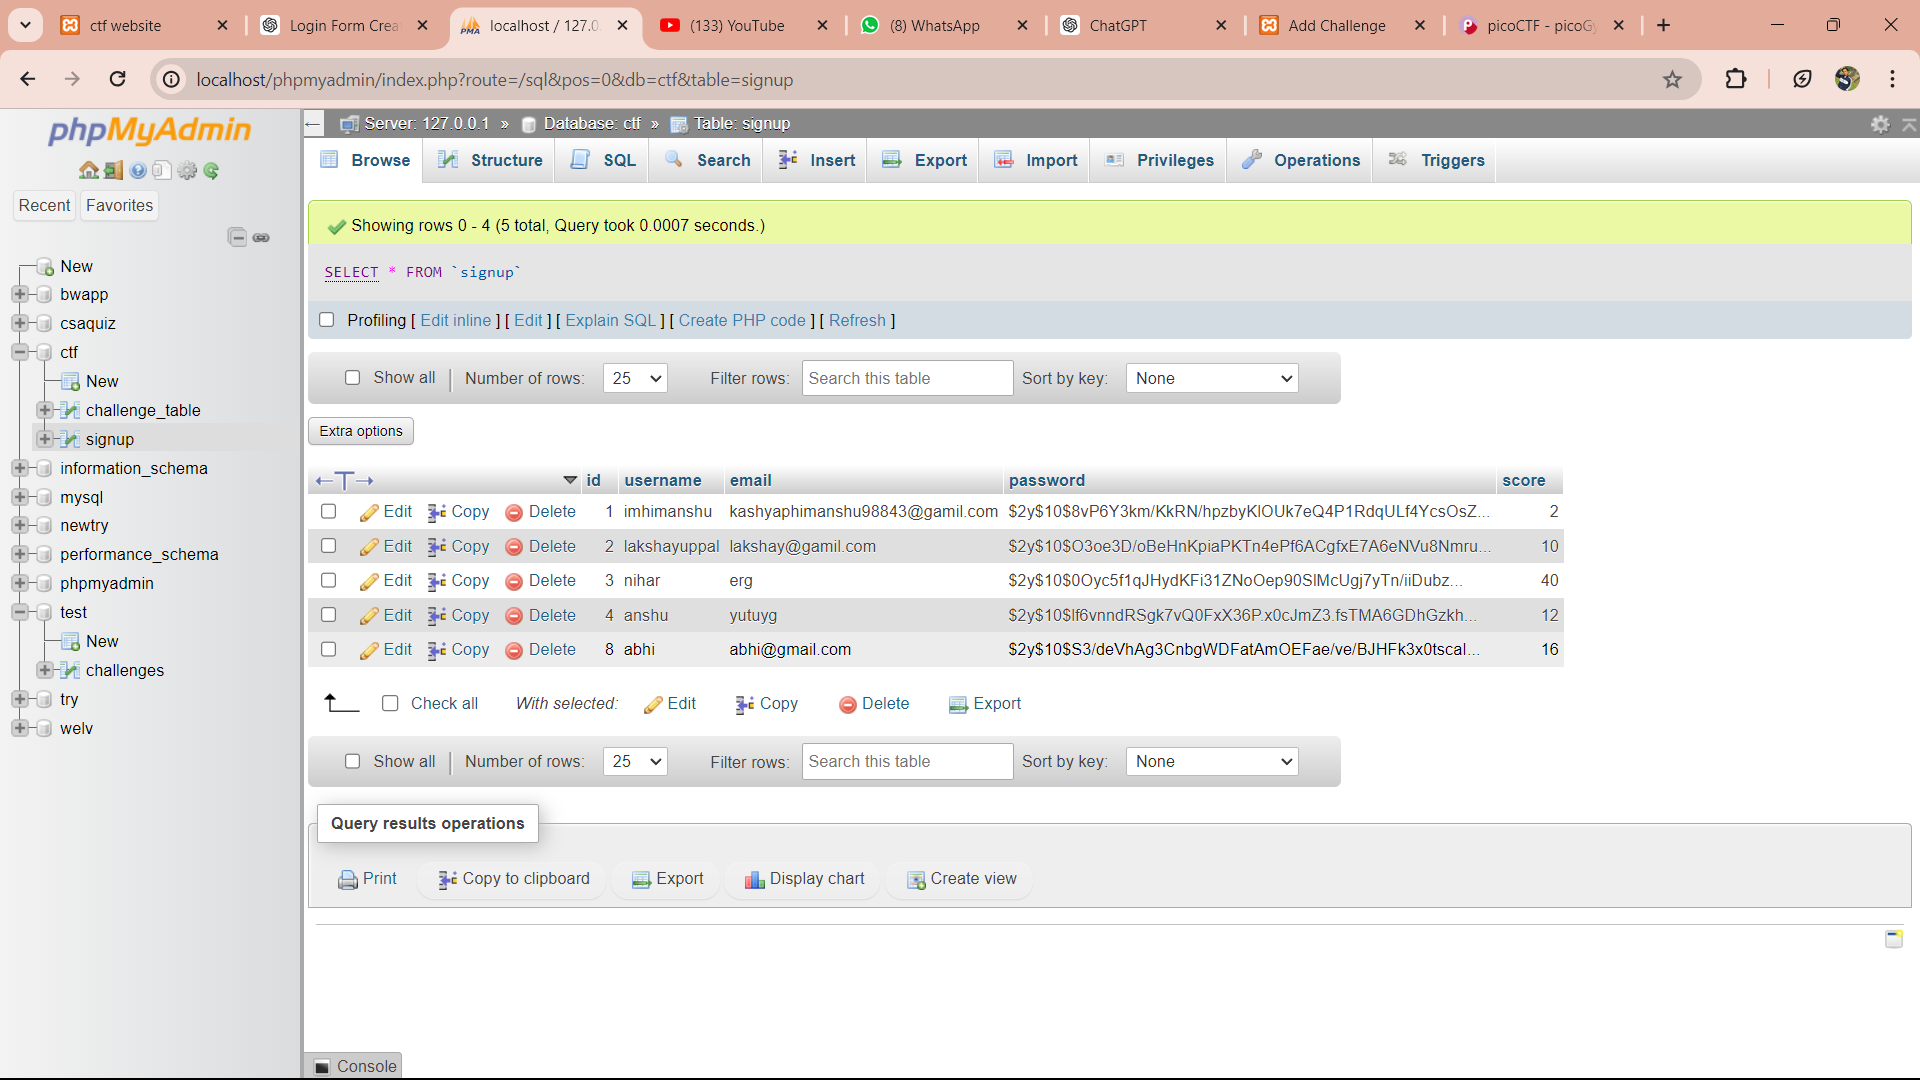 ctf website
Login Form Crea
localhost / 127.0.
(133) YouTube
(8) WhatsApp
ChatGPT
Add Challenge
picoCTF - picoGy
localhost/phpmyadmin/index.php?route=/sql&pos=0&db=ctf&table=signup
phpMyAdmin
Recent Favorites
New
bwapp
csaquiz
ctf
New
challenge_table
signup
information_schema
mysql
newtry
performance_schema
phpmyadmin
test
New
challenges
try
welv
Server: 127.0.0.1 » Database: ctf » Table: signup
Browse Structure SQL Search Insert Export Import Privileges Operations Triggers
Showing rows 0 - 4 (5 total, Query took 0.0007 seconds.)
SELECT * FROM `signup`
Profiling [ Edit inline ] [ Edit ] [ Explain SQL ] [ Create PHP code ] [ Refresh ]
Show all Number of rows: 25 Filter rows: Search this table Sort by key: None
Extra options
id username email password score
Edit Copy Delete 1 imhimanshu kashyaphimanshu98843@gamil.com $2y$10$8vP6Y3km/KkRN/hpzbyKlOUk7eQ4P1RdqULf4YcsOsZ... 2
Edit Copy Delete 2 lakshayuppal lakshay@gamil.com $2y$10$O3oe3D/oBeHnKpiaPKTn4ePf6ACgfxE7A6eNVu8Nmru... 10
Edit Copy Delete 3 nihar erg $2y$10$0Oyc5f1qJHydKFi31ZNoOep90SlMcUgj7yTn/iiDubz... 40
Edit Copy Delete 4 anshu yutuyg $2y$10$lf6vnndRSgk7vQ0FxX36P.x0cJmZ3.fsTMA6GDhGzkh... 12
Edit Copy Delete 8 abhi abhi@gmail.com $2y$10$S3/deVhAg3CnbgWDFatAmOEFae/ve/BJHFk3x0tscal... 16
Check all With selected: Edit Copy Delete Export
Show all Number of rows: 25 Filter rows: Search this table Sort by key: None
Query results operations
Print Copy to clipboard Export Display chart Create view
Console